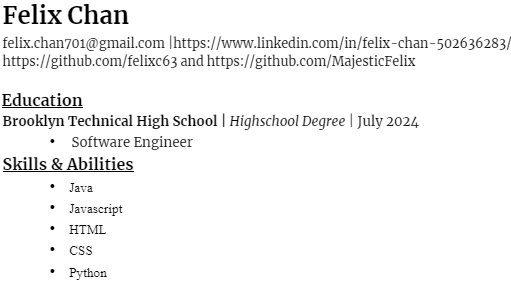 Felix Chan
felix.chan701@gmail.com |https://www.linkedin.com/in/felix-chan-502636283/
https://github.com/felixc63 and https://github.com/MajesticFelix
Education
Brooklyn Technical High School | Highschool Degree | July 2024
• Software Engineer
Skills & Abilities
• Java
• Javascript
• HTML
• CSS
• Python